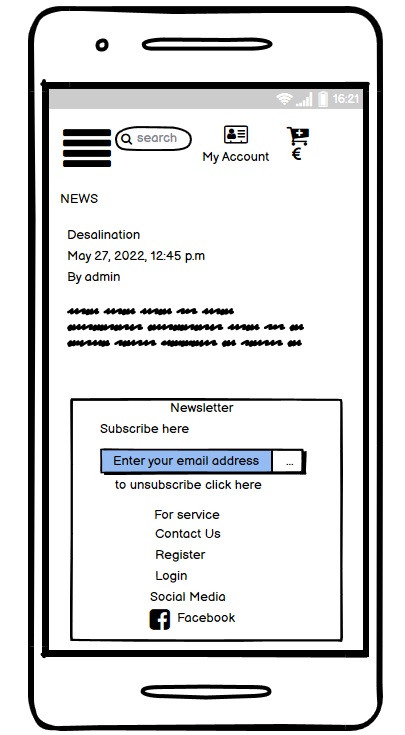 16:21
search
My Account
€
NEWS
Desalination
May 27, 2022, 12:45 p.m
By admin
Newsletter
Subscribe here
Enter your email address ...
to unsubscribe click here
For service
Contact Us
Register
Login
Social Media
f Facebook